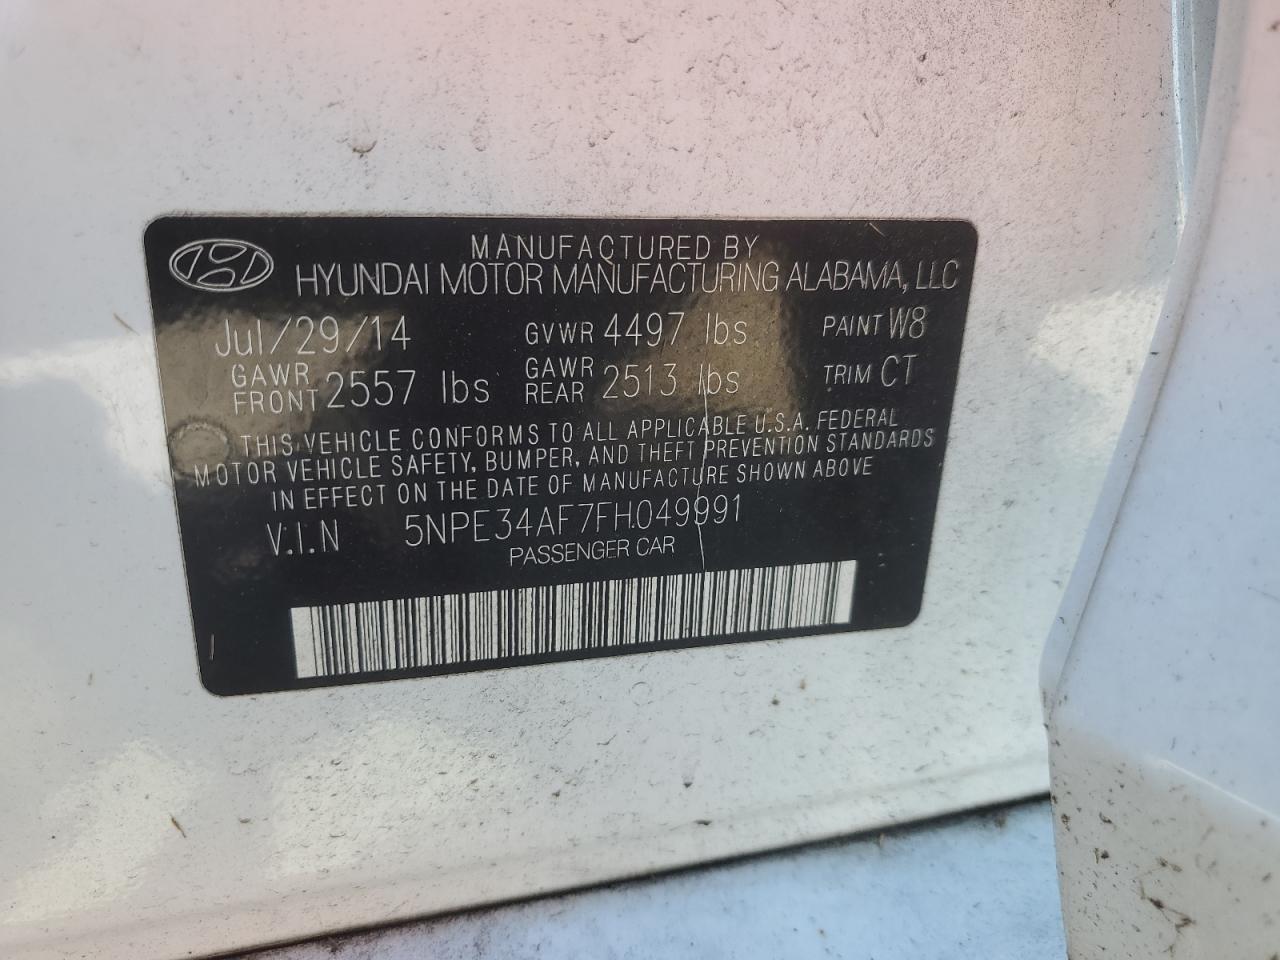 MANUFACTURED BY
HYUNDAI MOTOR MANUFACTURING ALABAMA, LLC
Jul/29/14 GVWR 4497 lbs PAINT W8
GAWR FRONT 2557 lbs GAWR REAR 2513 lbs TRIM CT
THIS VEHICLE CONFORMS TO ALL APPLICABLE U.S.A. FEDERAL
MOTOR VEHICLE SAFETY, BUMPER, AND THEFT PREVENTION STANDARDS
IN EFFECT ON THE DATE OF MANUFACTURE SHOWN ABOVE
V.I.N 5NPE34AF7FH049991
PASSENGER CAR